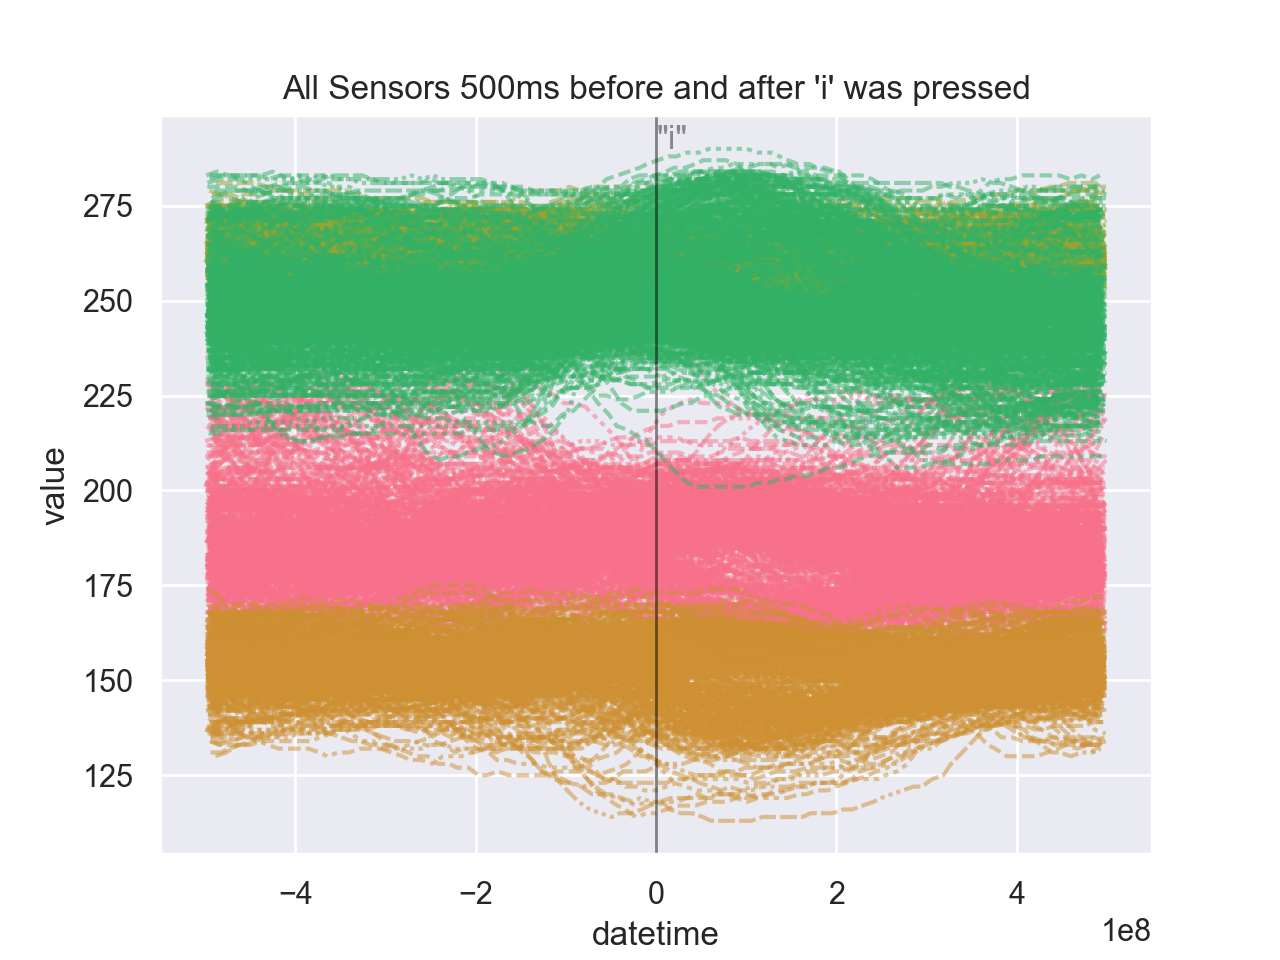 All Sensors 500ms before and after 'i' was pressed
"i"
275
250
225
200
175
150
125
value
−4
−2
0
2
4
1e8
datetime